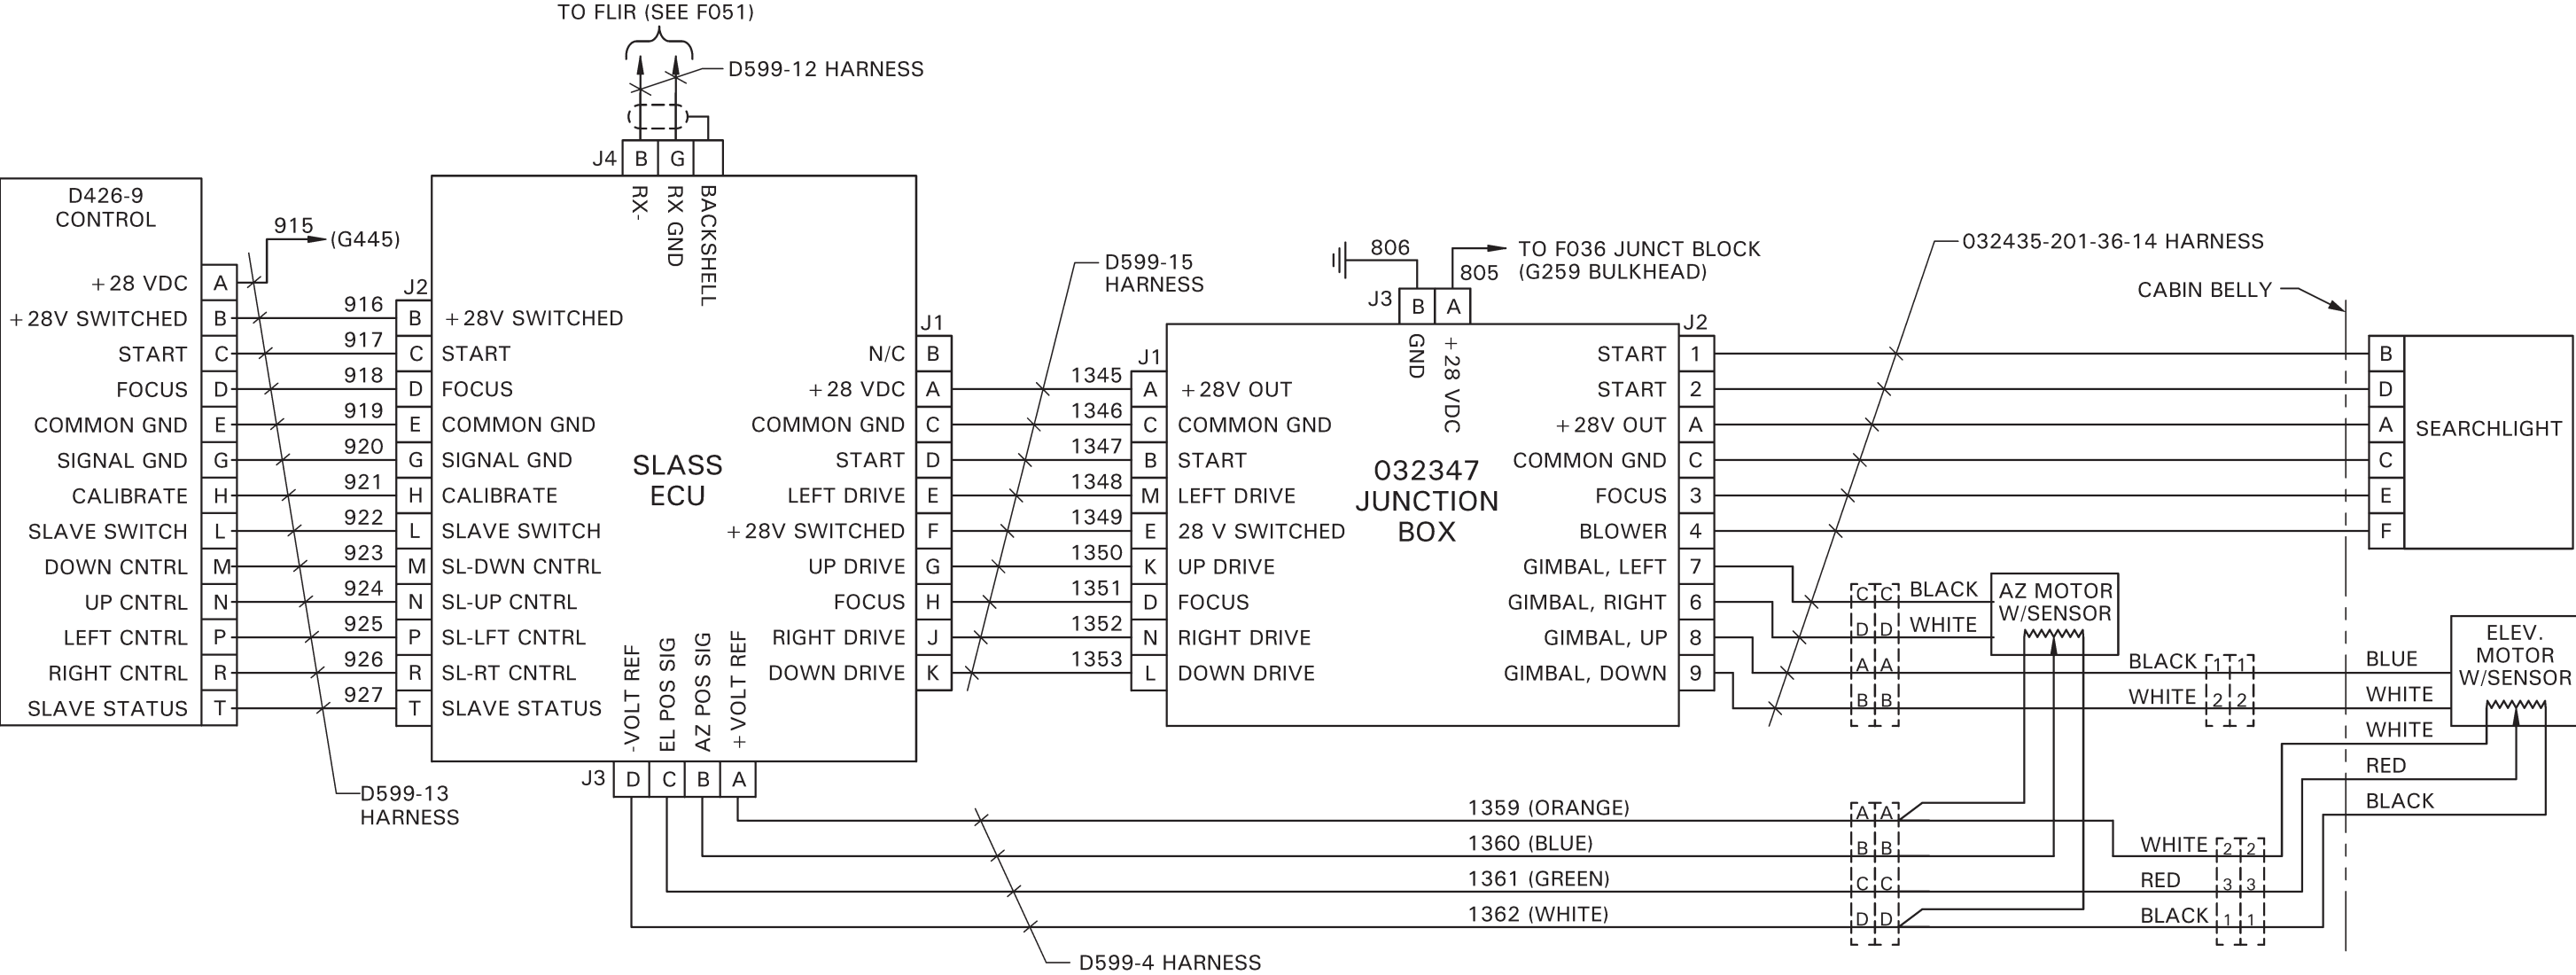 TO FLIR (SEE F051)
D599-12 HARNESS
J4 B G
RX-
RX GND
BACKSHELL
D426-9
CONTROL
915
(G445)
+28 VDC A
+28V SWITCHED B
START C
FOCUS D
COMMON GND E
SIGNAL GND G
CALIBRATE H
SLAVE SWITCH L
DOWN CNTRL M
UP CNTRL N
LEFT CNTRL P
RIGHT CNTRL R
SLAVE STATUS T
916
917
918
919
920
921
922
923
924
925
926
927
D599-13
HARNESS
J2
B +28V SWITCHED
C START
D FOCUS
E COMMON GND
G SIGNAL GND
H CALIBRATE
L SLAVE SWITCH
M SL-DWN CNTRL
N SL-UP CNTRL
P SL-LFT CNTRL
R SL-RT CNTRL
T SLAVE STATUS
SLASS
ECU
J1
N/C B
+28 VDC A
COMMON GND C
START D
LEFT DRIVE E
+28V SWITCHED F
UP DRIVE G
FOCUS H
RIGHT DRIVE J
DOWN DRIVE K
-VOLT REF
EL POS SIG
AZ POS SIG
+VOLT REF
J3 D C B A
D599-15
HARNESS
1345
1346
1347
1348
1349
1350
1351
1352
1353
J1
A +28V OUT
C COMMON GND
B START
M LEFT DRIVE
E 28 V SWITCHED
K UP DRIVE
D FOCUS
N RIGHT DRIVE
L DOWN DRIVE
806
805
TO F036 JUNCT BLOCK
(G259 BULKHEAD)
J3 B A
GND
+28 VDC
032347
JUNCTION
BOX
J2
START 1
START 2
+28V OUT A
COMMON GND C
FOCUS 3
BLOWER 4
GIMBAL, LEFT 7
GIMBAL, RIGHT 6
GIMBAL, UP 8
GIMBAL, DOWN 9
032435-201-36-14 HARNESS
CABIN BELLY
B
D
A
C
E
F
SEARCHLIGHT
C C BLACK
D D WHITE
A A
B B
AZ MOTOR
W/SENSOR
BLACK 1 1 BLUE
WHITE 2 2 WHITE
ELEV.
MOTOR
W/SENSOR
WHITE
RED
BLACK
1359 (ORANGE) A A
1360 (BLUE) B B
1361 (GREEN) C C
1362 (WHITE) D D
WHITE 2 2
RED 3 3
BLACK 1 1
D599-4 HARNESS